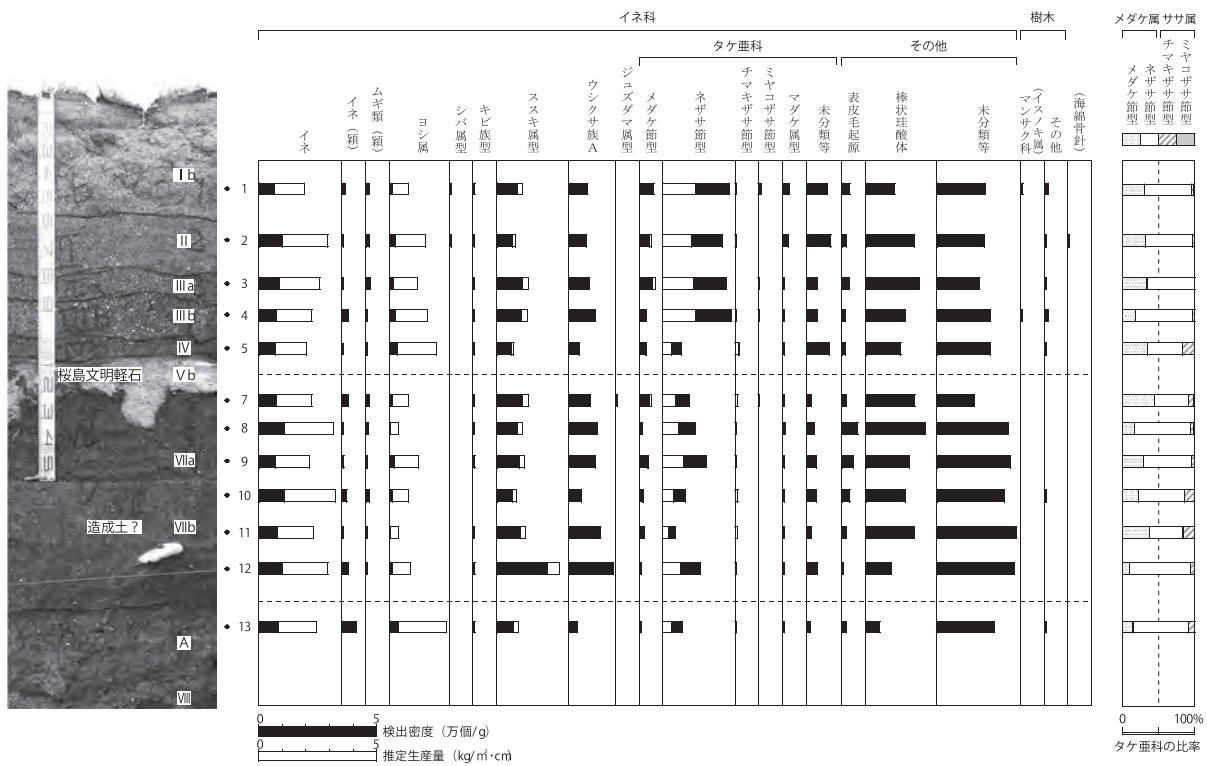 イネ科
樹木
メダケ属 ササ属
タケ亜科
その他
イネ
イネ（穎）
ムギ類（穎）
ヨシ属
シバ属型
キビ族型
ススキ属型
ウシクサ族A
ジュズダマ属型
メダケ節型
ネザサ節型
チマキザサ節型
ミヤコザサ節型
マダケ属型
未分類等
表皮毛起源
棒状珪酸体
未分類等
マンサク科（イスノキ属）
その他
（海綿骨針）
メダケ節型
ネザサ節型
チマキザサ節型
ミヤコザサ節型
Ⅰb
1
Ⅱ
2
Ⅲa
3
Ⅲb
4
Ⅳ
5
桜島文明軽石
Ⅴb
7
8
Ⅶa
9
10
造成土？
Ⅶb
11
12
13
A
Ⅷ
0 5
検出密度（万個/g）
0 5
推定生産量（kg/㎡･cm）
0 100%
タケ亜科の比率